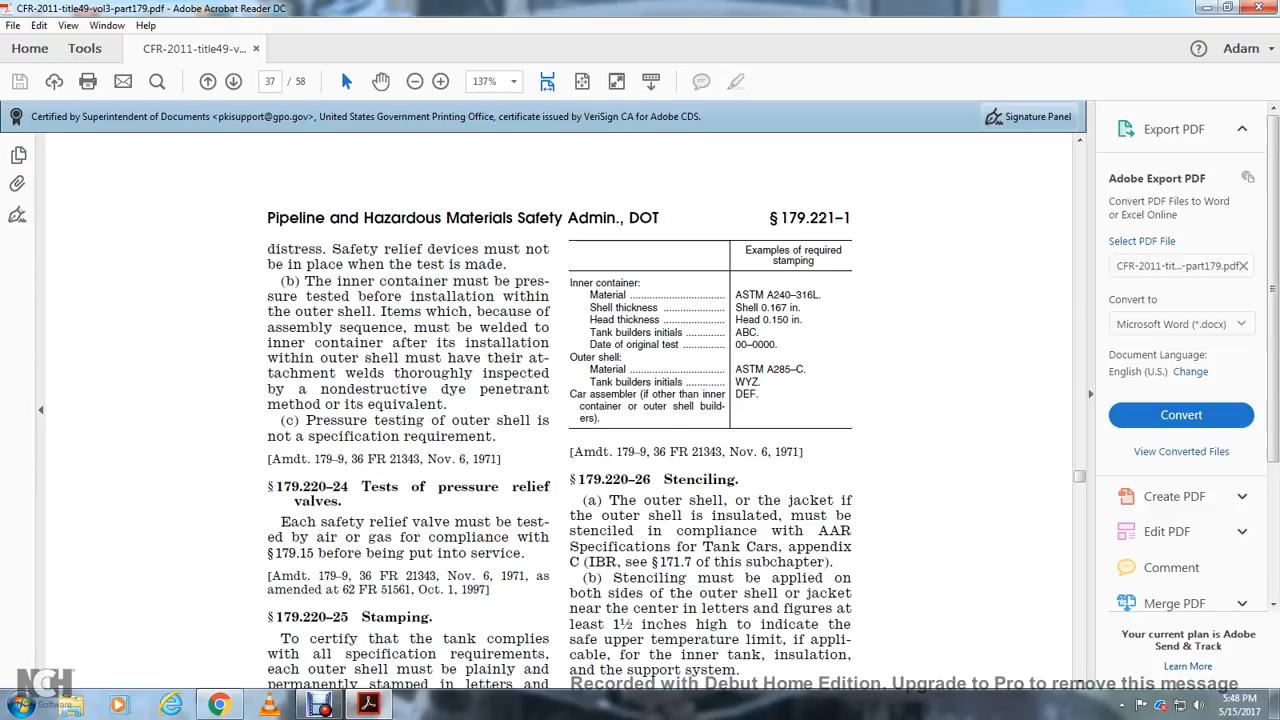 CFR-2011-title49-vol3-part179.pdf - Adobe Acrobat Reader DC
File Edit View Window Help
Home Tools CFR-2011-title49-v... × Adam
37 / 58 137%
Certified by Superintendent of Documents <pkisupport@gpo.gov>, United States Government Printing Office, certificate issued by VeriSign CA for Adobe CDS. Signature Panel
Pipeline and Hazardous Materials Safety Admin., DOT § 179.221–1
distress. Safety relief devices must not
be in place when the test is made.
(b) The inner container must be pres-
sure tested before installation within
the outer shell. Items which, because of
assembly sequence, must be welded to
inner container after its installation
within outer shell must have their at-
tachment welds thoroughly inspected
by a nondestructive dye penetrant
method or its equivalent.
(c) Pressure testing of outer shell is
not a specification requirement.
[Amdt. 179–9, 36 FR 21343, Nov. 6, 1971]
§ 179.220–24 Tests of pressure relief
valves.
Each safety relief valve must be test-
ed by air or gas for compliance with
§ 179.15 before being put into service.
[Amdt. 179–9, 36 FR 21343, Nov. 6, 1971, as
amended at 62 FR 51561, Oct. 1, 1997]
§ 179.220–25 Stamping.
To certify that the tank complies
with all specification requirements,
each outer shell must be plainly and
permanently stamped in letters and
Examples of required
stamping
Inner container:
Material ................................ ASTM A240–316L.
Shell thickness ..................... Shell 0.167 in.
Head thickness ..................... Head 0.150 in.
Tank builders initials ............. ABC.
Date of original test .............. 00–0000.
Outer shell:
Material ................................ ASTM A285–C.
Tank builders initials ............. WYZ.
Car assembler (if other than inner DEF.
container or outer shell build-
ers).
[Amdt. 179–9, 36 FR 21343, Nov. 6, 1971]
§ 179.220–26 Stenciling.
(a) The outer shell, or the jacket if
the outer shell is insulated, must be
stenciled in compliance with AAR
Specifications for Tank Cars, appendix
C (IBR, see § 171.7 of this subchapter).
(b) Stenciling must be applied on
both sides of the outer shell or jacket
near the center in letters and figures at
least 1½ inches high to indicate the
safe upper temperature limit, if appli-
cable, for the inner tank, insulation,
and the support system.
Export PDF
Adobe Export PDF
Convert PDF Files to Word
or Excel Online
Select PDF File
CFR-2011-tit...-part179.pdf ×
Convert to
Microsoft Word (*.docx)
Document Language:
English (U.S.) Change
Convert
View Converted Files
Create PDF
Edit PDF
Comment
Merge PDF
Your current plan is Adobe
Send & Track
Learn More
Recorded with Debut Home Edition. Upgrade to Pro to remove this message
NCH
Software
5:48 PM
5/15/2017